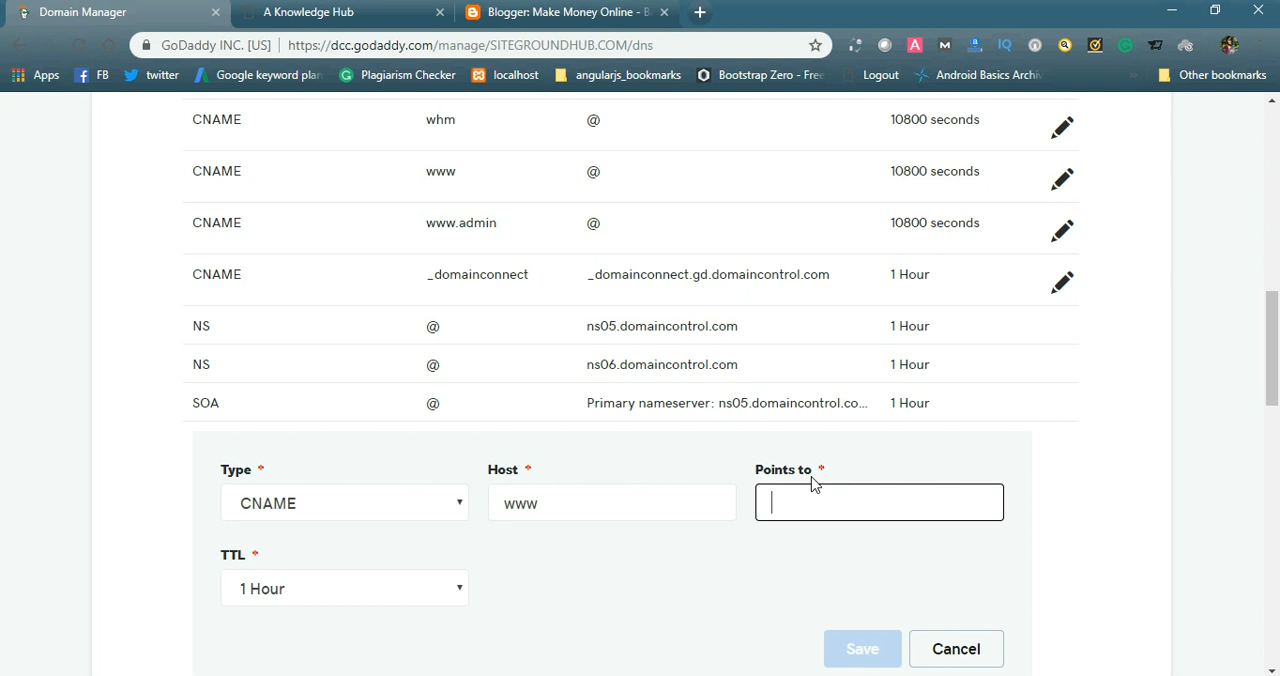 Domain Manager
A Knowledge Hub
Blogger: Make Money Online - B
GoDaddy INC. [US] https://dcc.godaddy.com/manage/SITEGROUNDHUB.COM/dns
Apps FB twitter Google keyword plan Plagiarism Checker localhost angularjs_bookmarks Bootstrap Zero - Free Logout Android Basics Archiv » Other bookmarks
CNAME whm @ 10800 seconds
CNAME www @ 10800 seconds
CNAME www.admin @ 10800 seconds
CNAME _domainconnect _domainconnect.gd.domaincontrol.com 1 Hour
NS @ ns05.domaincontrol.com 1 Hour
NS @ ns06.domaincontrol.com 1 Hour
SOA @ Primary nameserver: ns05.domaincontrol.co... 1 Hour
Type * Host * Points to *
CNAME www
TTL *
1 Hour
Save Cancel